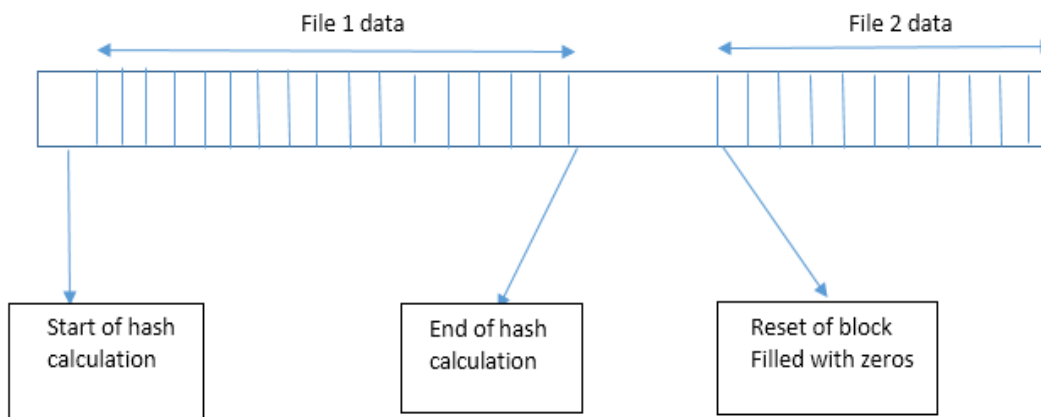 File 1 data
File 2 data
Start of hash
calculation
End of hash
calculation
Reset of block
Filled with zeros